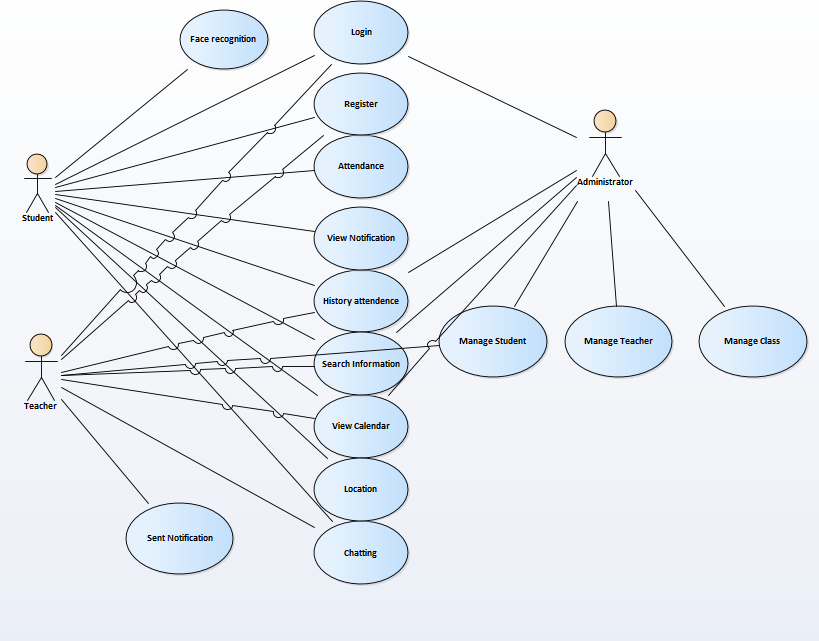 Face recognition
Login
Register
Attendance
Student
Administrator
View Notification
History attendence
Teacher
Search Information
Manage Student
Manage Teacher
Manage Class
View Calendar
Location
Sent Notification
Chatting